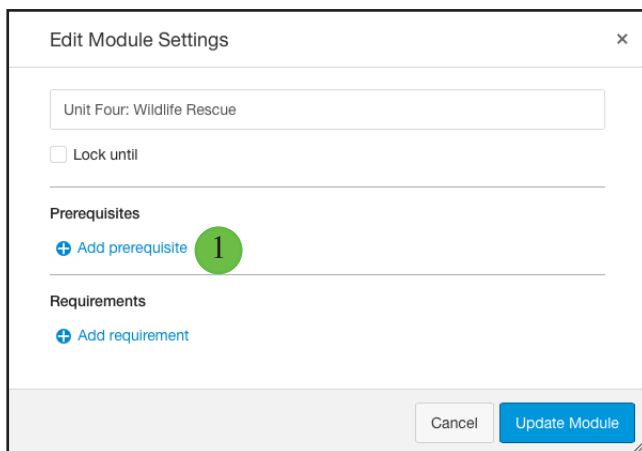 Edit Module Settings ×
Unit Four: Wildlife Rescue
Lock until
Prerequisites
Add prerequisite 1
Requirements
Add requirement
Cancel Update Module